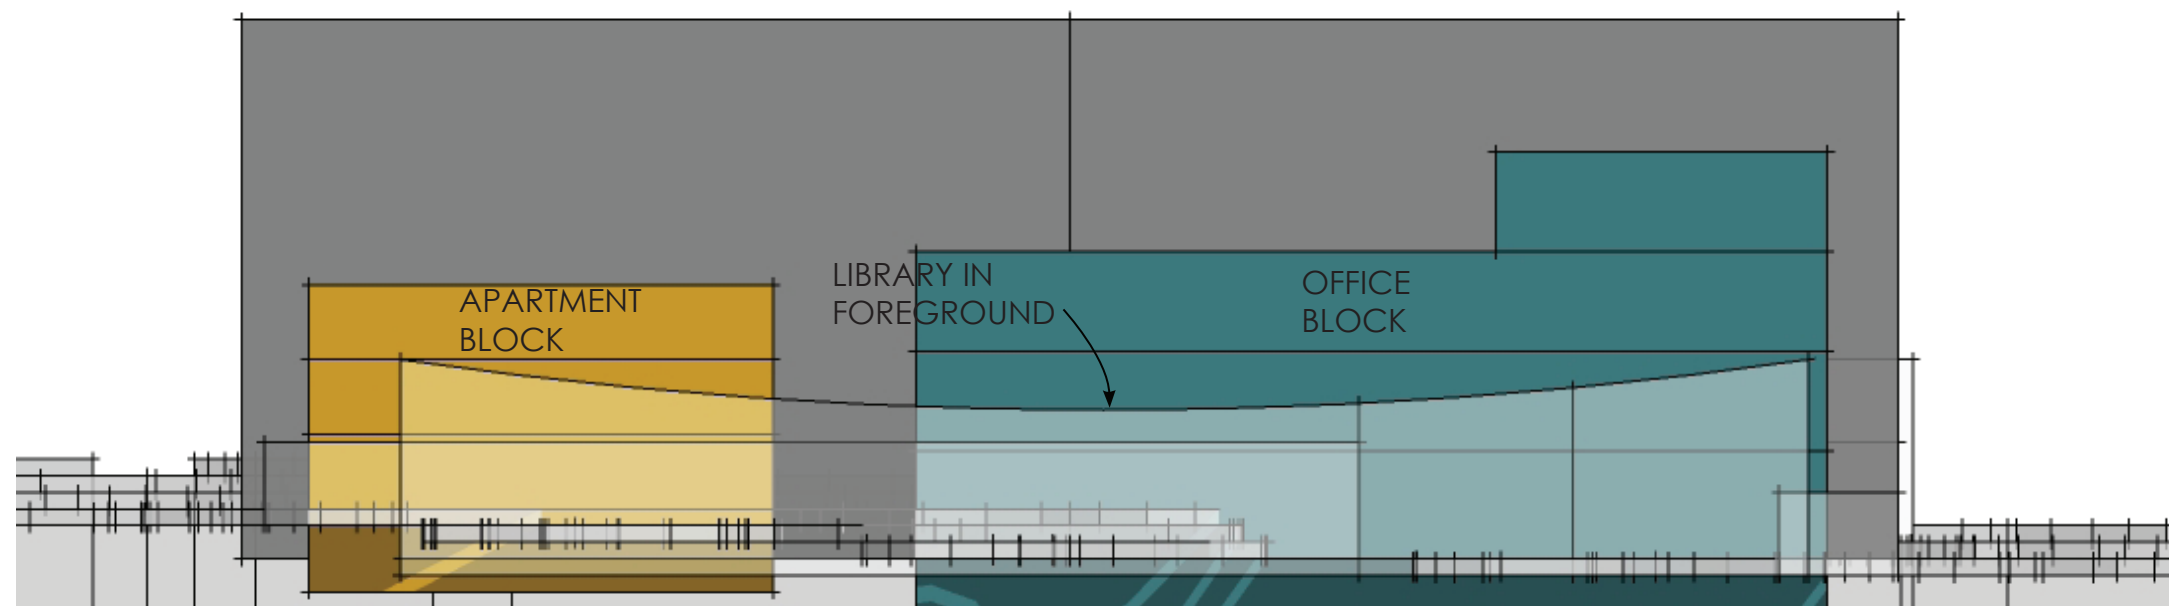 APARTMENT
BLOCK
LIBRARY IN
FOREGROUND
OFFICE
BLOCK